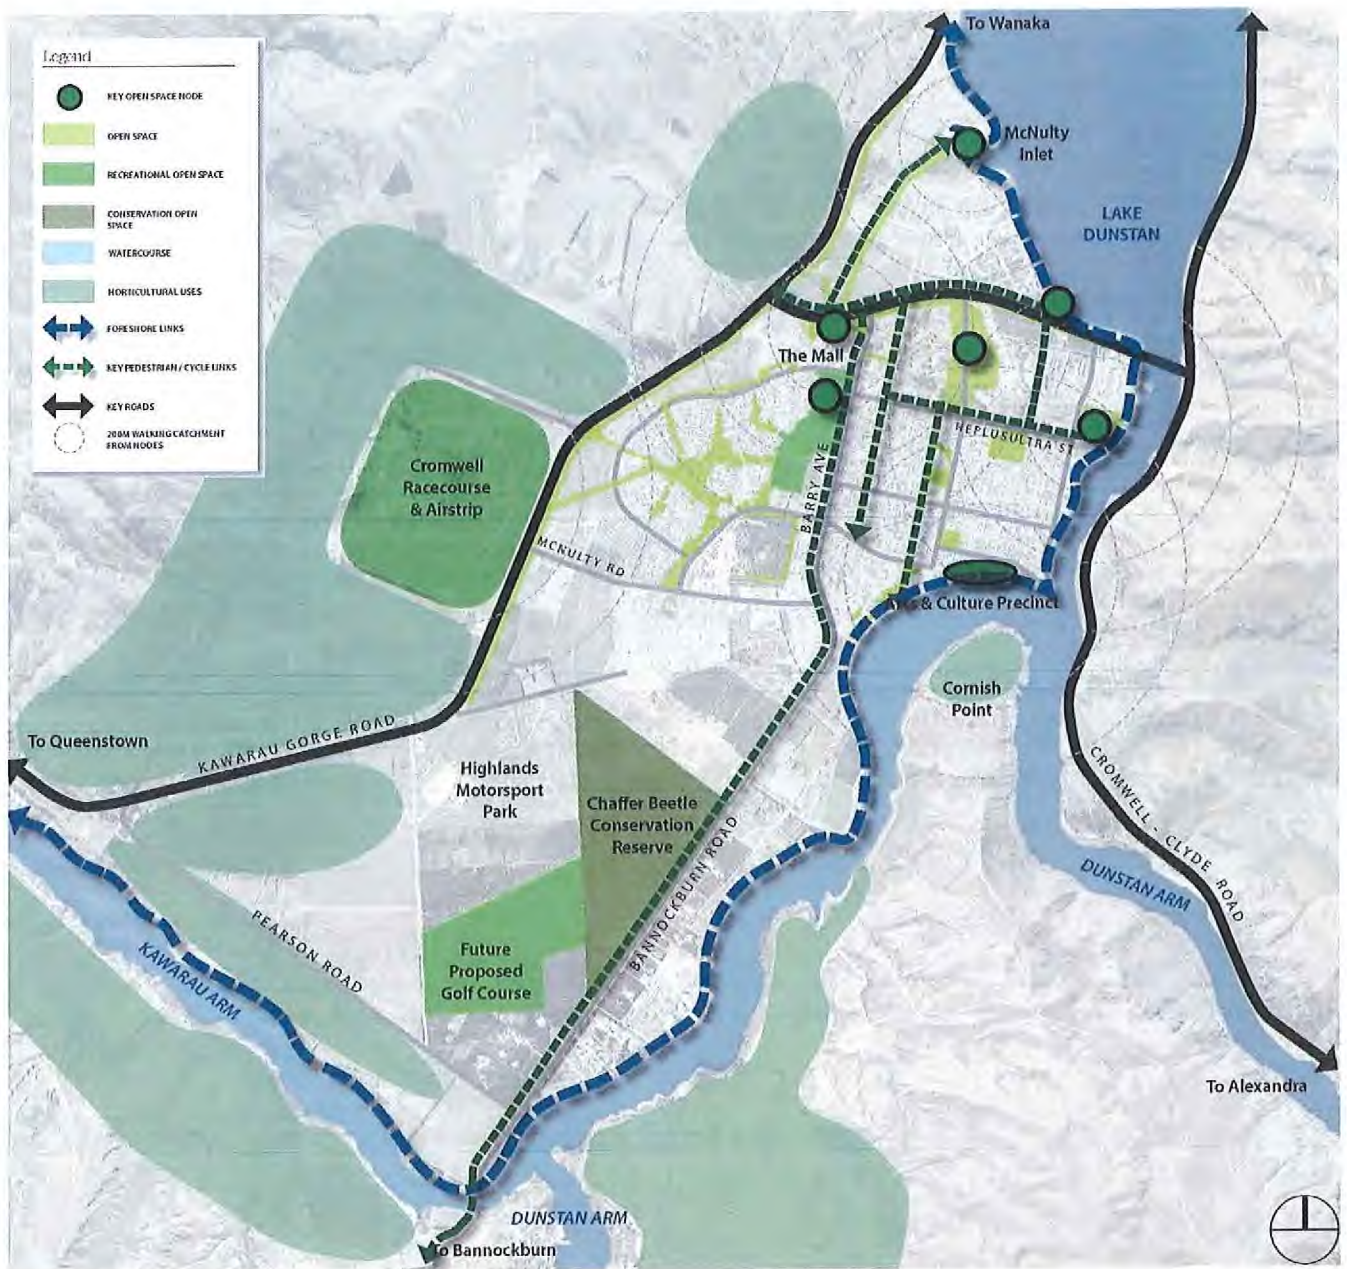 Legend
KEY OPEN SPACE NODE
OPEN SPACE
RECREATIONAL OPEN SPACE
CONSERVATION OPEN
SPACE
WATERCOURSE
HORTICULTURAL USES
FORESHORE LINKS
KEY PEDESTRIAN / CYCLE LINKS
KEY ROADS
200M WALKING CATCHMENT
FROM NODES
To Wanaka
McNulty
Inlet
LAKE
DUNSTAN
The Mall
NEPLUSULTRA ST
BARRY AVE
Cromwell
Racecourse
& Airstrip
MCNULTY RD
Arts & Culture Precinct
Cornish
Point
To Queenstown
KAWARAU GORGE ROAD
Highlands
Motorsport
Park
Chaffer Beetle
Conservation
Reserve
CROMWELL - CLYDE ROAD
DUNSTAN ARM
BANNOCKBURN ROAD
PEARSON ROAD
KAWARAU ARM
Future
Proposed
Golf Course
To Alexandra
DUNSTAN ARM
To Bannockburn